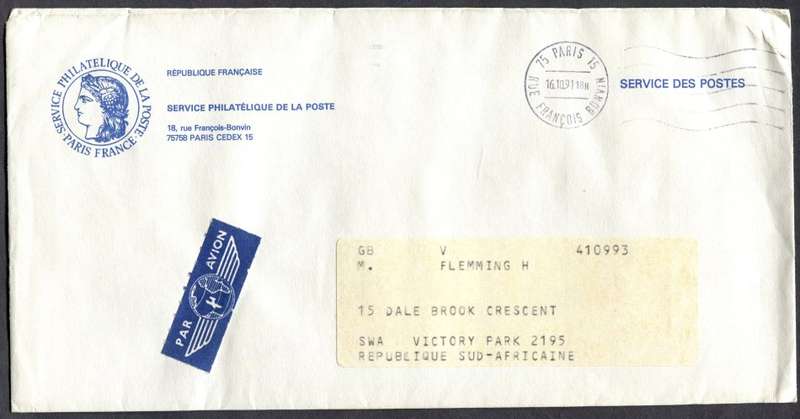 SERVICE PHILATELIQUE DE LA POSTE
PARIS FRANCE
RÉPUBLIQUE FRANÇAISE
SERVICE PHILATÉLIQUE DE LA POSTE
18, rue François-Bonvin
75758 PARIS CEDEX 15
75 PARIS 15
16.10.91 18H
RUE FRANÇOIS BONVIN
SERVICE DES POSTES
PAR AVION
GB V 410993
M. FLEMMING H
15 DALE BROOK CRESCENT
SWA VICTORY PARK 2195
REPUBLIQUE SUD-AFRICAINE